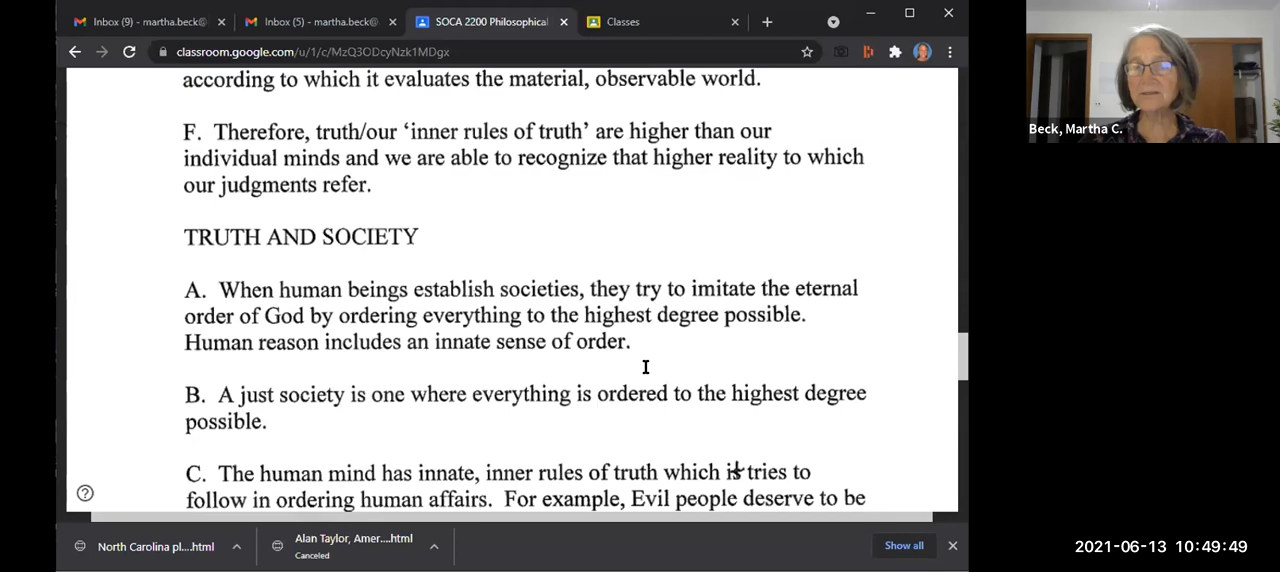 Inbox (9) - martha.beck@
Inbox (5) - martha.beck@
SOCA 2200 Philosophical
Classes
classroom.google.com/u/1/c/MzQ3ODcyNzk1MDgx
according to which it evaluates the material, observable world.
F. Therefore, truth/our ‘inner rules of truth’ are higher than our
individual minds and we are able to recognize that higher reality to which
our judgments refer.
TRUTH AND SOCIETY
A. When human beings establish societies, they try to imitate the eternal
order of God by ordering everything to the highest degree possible.
Human reason includes an innate sense of order.
B. A just society is one where everything is ordered to the highest degree
possible.
C. The human mind has innate, inner rules of truth which it tries to
follow in ordering human affairs. For example, Evil people deserve to be
North Carolina pl....html
Alan Taylor, Amer....html
Canceled
Show all
Beck, Martha C.
2021-06-13 10:49:49